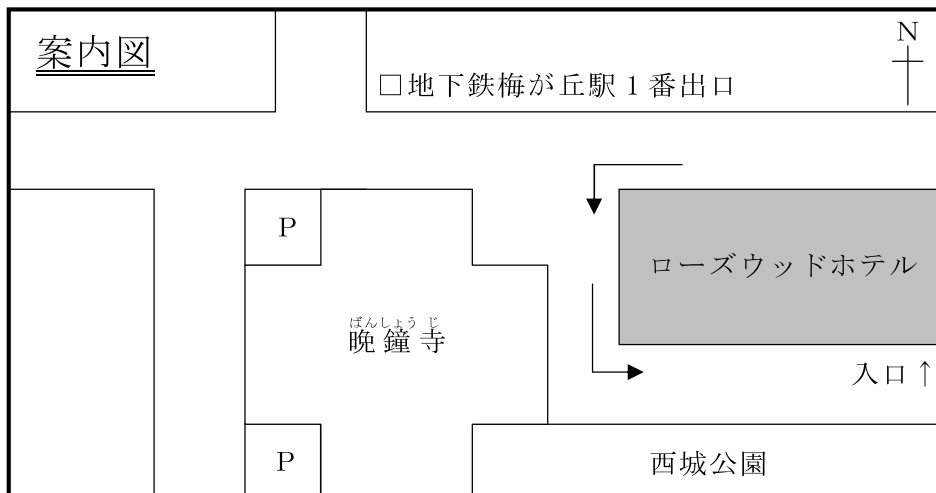 案内図
N
□地下鉄梅が丘駅1番出口
P
ローズウッドホテル
ばんしょうじ
晩鐘寺
入口↑
P
西城公園